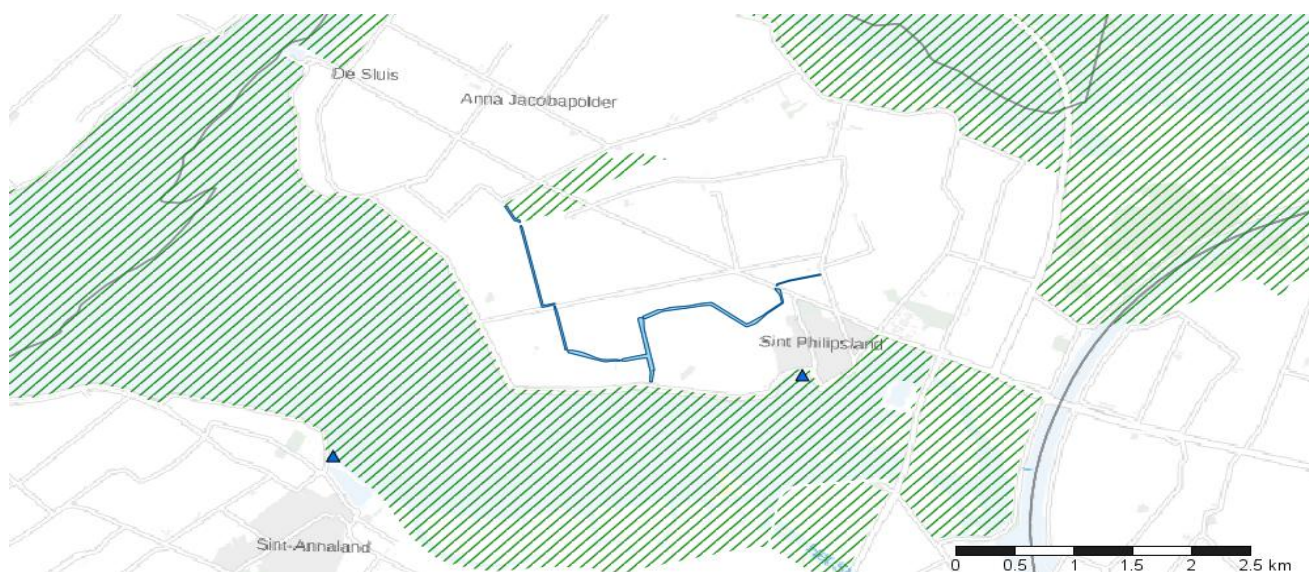 De Sluis
Anna Jacobapolder
Sint Philipsland
Sint-Annaland
0 0.5 1 1.5 2 2.5 km